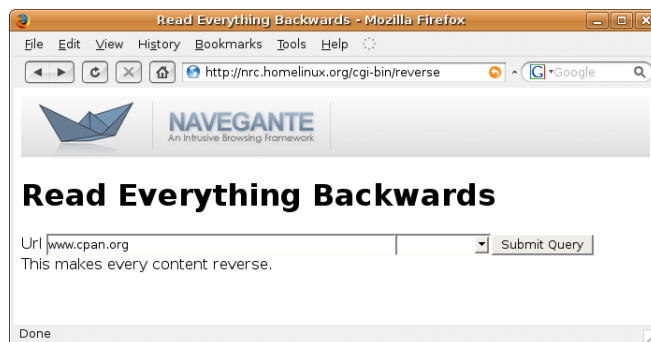 Read Everything Backwards - Mozilla Firefox
File Edit View History Bookmarks Tools Help
http://nrc.homelinux.org/cgi-bin/reverse G Google
NAVEGANTE
An Intrusive Browsing Framework
Read Everything Backwards
Url www.cpan.org Submit Query
This makes every content reverse.
Done